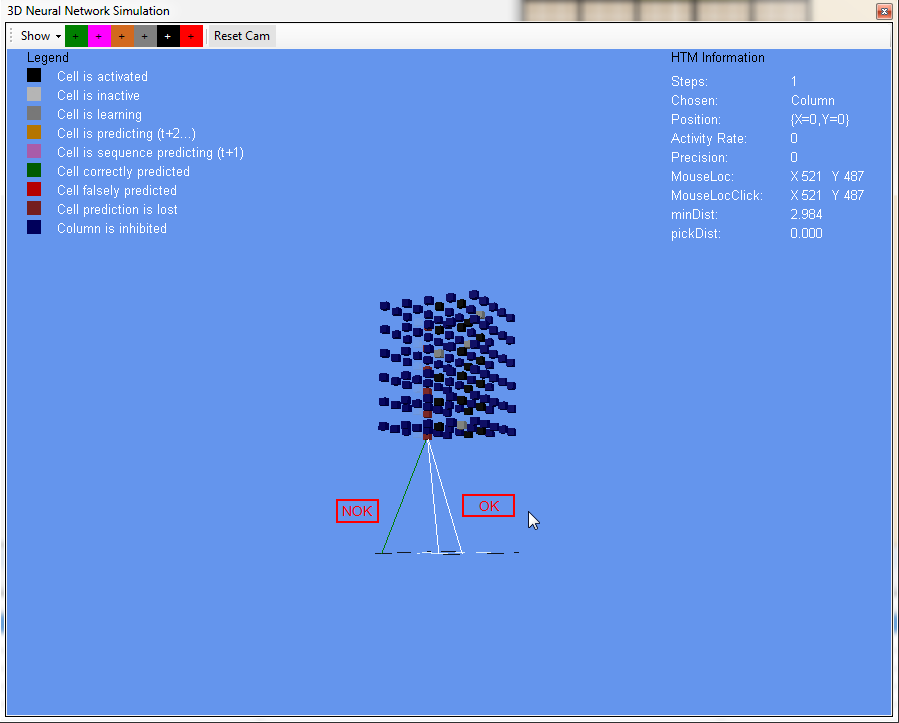 3D Neural Network Simulation
Show + + + + + + Reset Cam
Legend
Cell is activated
Cell is inactive
Cell is learning
Cell is predicting (t+2...)
Cell is sequence predicting (t+1)
Cell correctly predicted
Cell falsely predicted
Cell prediction is lost
Column is inhibited
HTM Information
Steps: 1
Chosen: Column
Position: {X=0,Y=0}
Activity Rate: 0
Precision: 0
MouseLoc: X 521 Y 487
MouseLocClick: X 521 Y 487
minDist: 2.984
pickDist: 0.000
NOK
OK